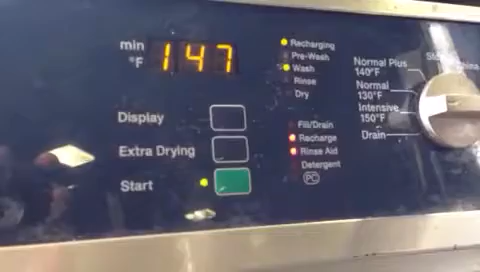 min
°F
147
Recharging
Pre-Wash
Wash
Rinse
Dry
Normal Plus
140°F
Normal
130°F
Intensive
150°F
Drain
China
Display
Extra Drying
Start
Fill/Drain
Recharge
Rinse Aid
Detergent
PC